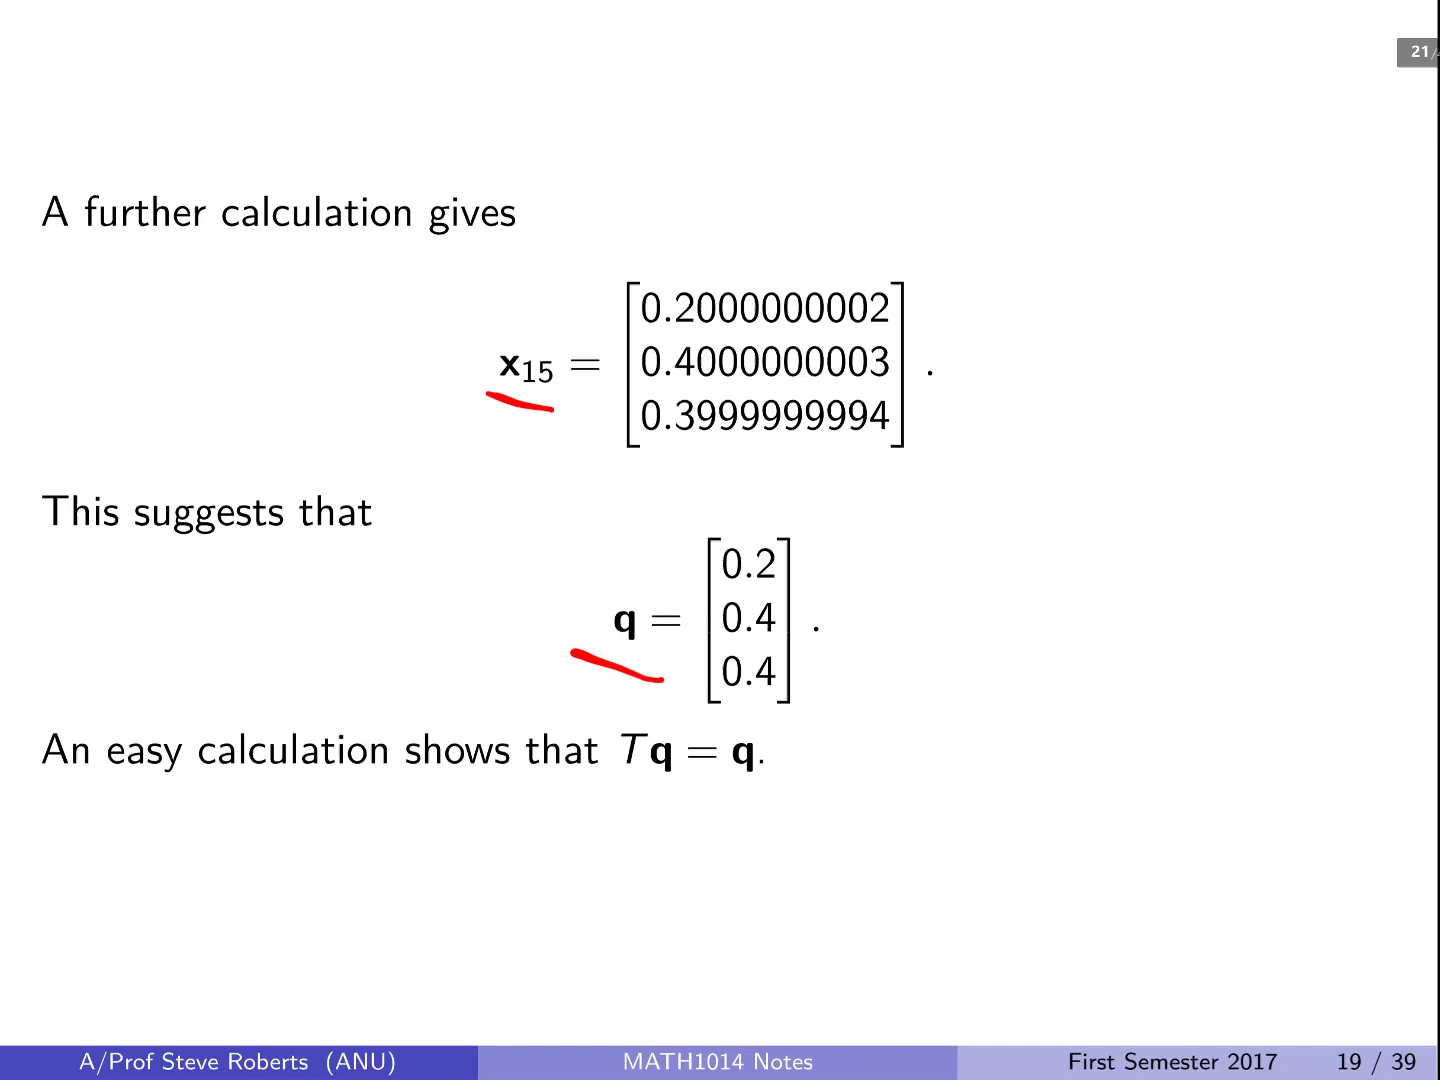 21/
A further calculation gives
x₁₅ = [0.2000000002
0.4000000003
0.3999999994] .
This suggests that
q = [0.2
0.4
0.4] .
An easy calculation shows that Tq = q.
A/Prof Steve Roberts (ANU) MATH1014 Notes First Semester 2017 19 / 39